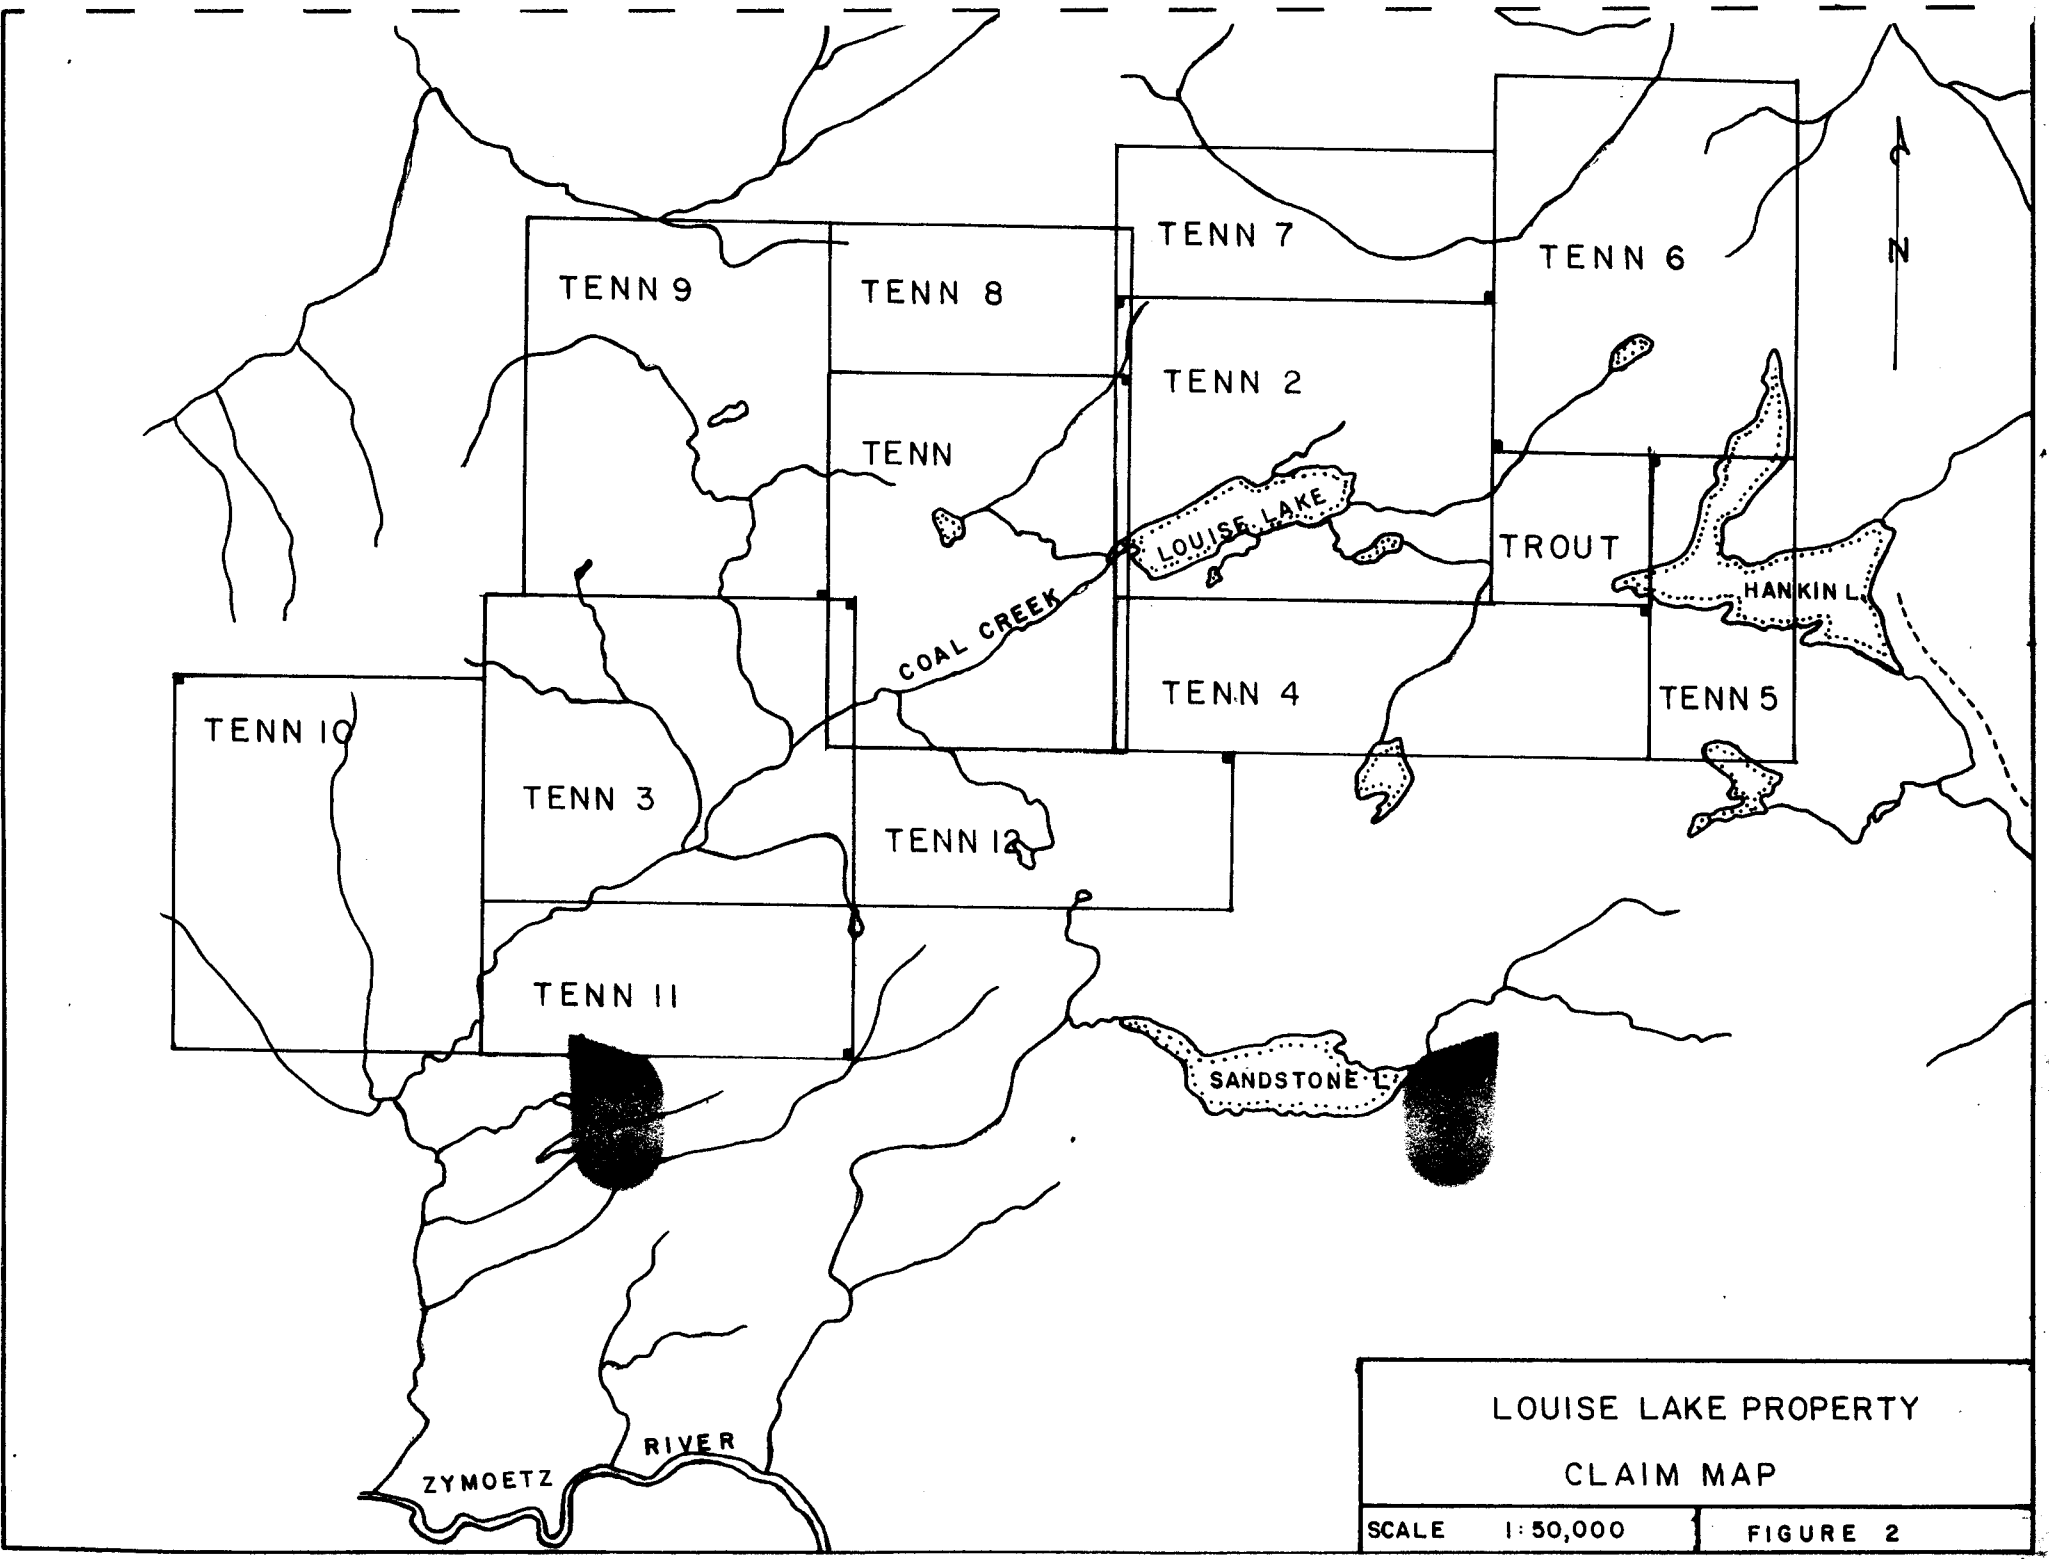 TENN 7
TENN 6
N
TENN 9
TENN 8
TENN 2
TENN
LOUISE LAKE
TROUT
HANKIN L.
COAL CREEK
TENN 10
TENN 4
TENN 5
TENN 3
TENN 12
TENN 11
SANDSTONE L.
ZYMOETZ RIVER
LOUISE LAKE PROPERTY
CLAIM MAP
SCALE 1:50,000
FIGURE 2